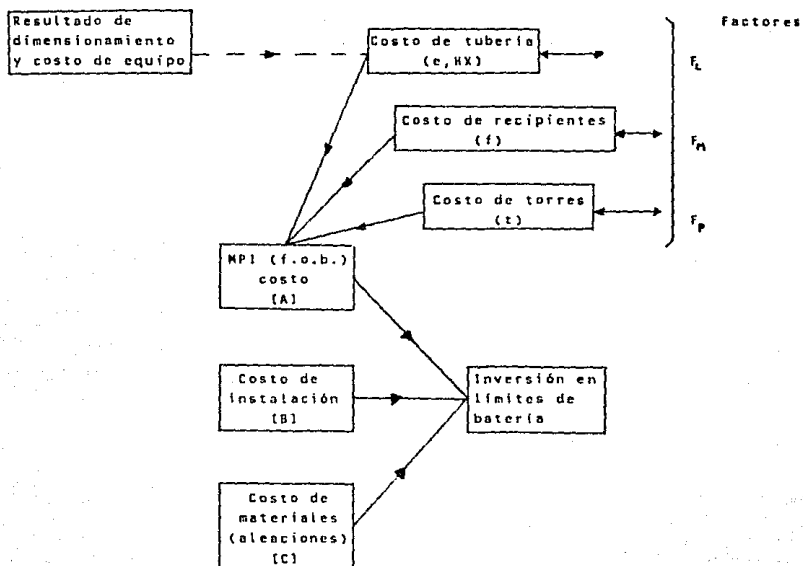 Resultado de
dimensionamiento
y costo de equipo
Costo de tubería
(e,HX)
Factores
F_L
Costo de recipientes
(f)
F_M
Costo de torres
(t)
F_P
MPI (f.o.b.)
costo
[A]
Costo de
instalación
[B]
Inversión en
límites de
batería
Costo de
materiales
(aleaciones)
[C]